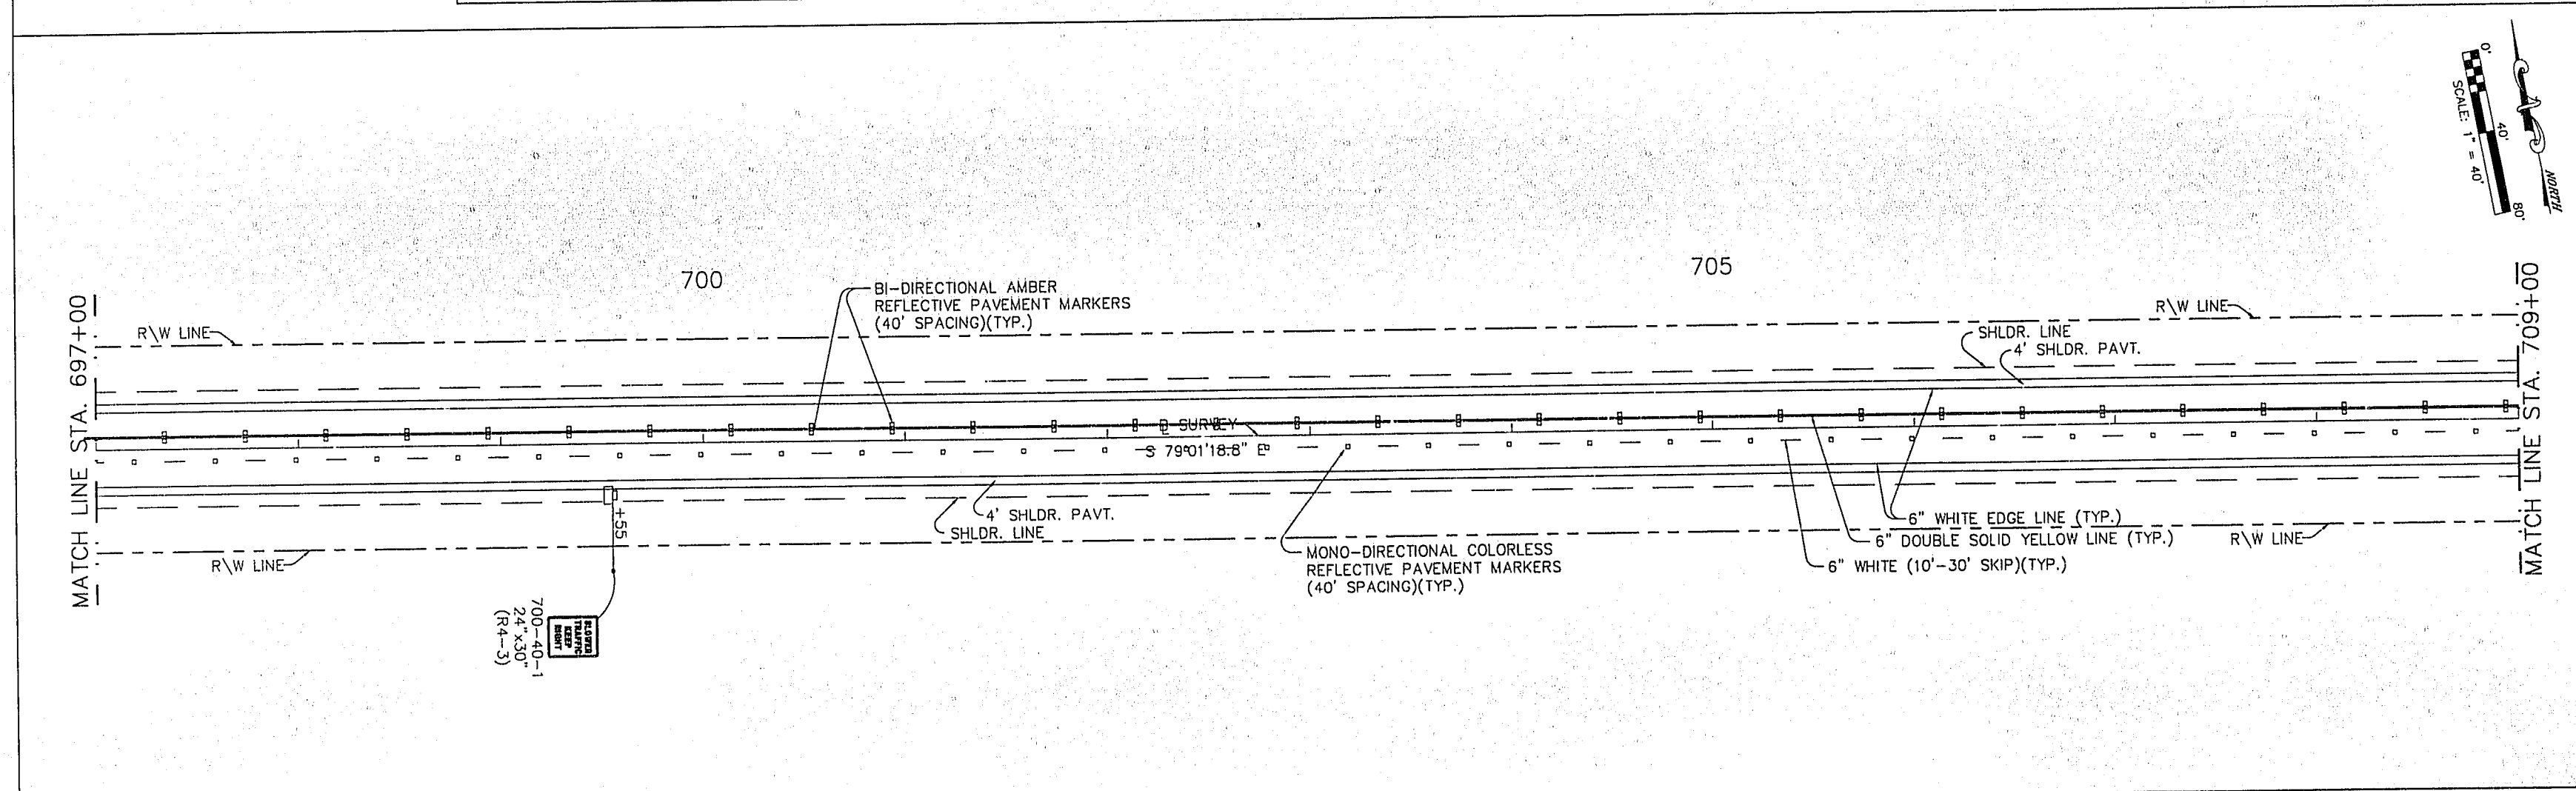 0'
40'
80'
SCALE: 1" = 40'
NORTH
700
705
MATCH LINE STA. 697+00
R\W LINE
BI-DIRECTIONAL AMBER
REFLECTIVE PAVEMENT MARKERS
(40' SPACING)(TYP.)
R\W LINE
SHLDR. LINE
4' SHLDR. PAVT.
MATCH LINE STA. 709+00
SURVEY
S 79°01'18.8" E
+55
4' SHLDR. PAVT.
SHLDR. LINE
R\W LINE
MONO-DIRECTIONAL COLORLESS
REFLECTIVE PAVEMENT MARKERS
(40' SPACING)(TYP.)
6" WHITE EDGE LINE (TYP.)
6" DOUBLE SOLID YELLOW LINE (TYP.)
6" WHITE (10'-30' SKIP)(TYP.)
R\W LINE
SLOWER
TRAFFIC
KEEP
RIGHT
700-40-1
24"x30"
(R4-3)